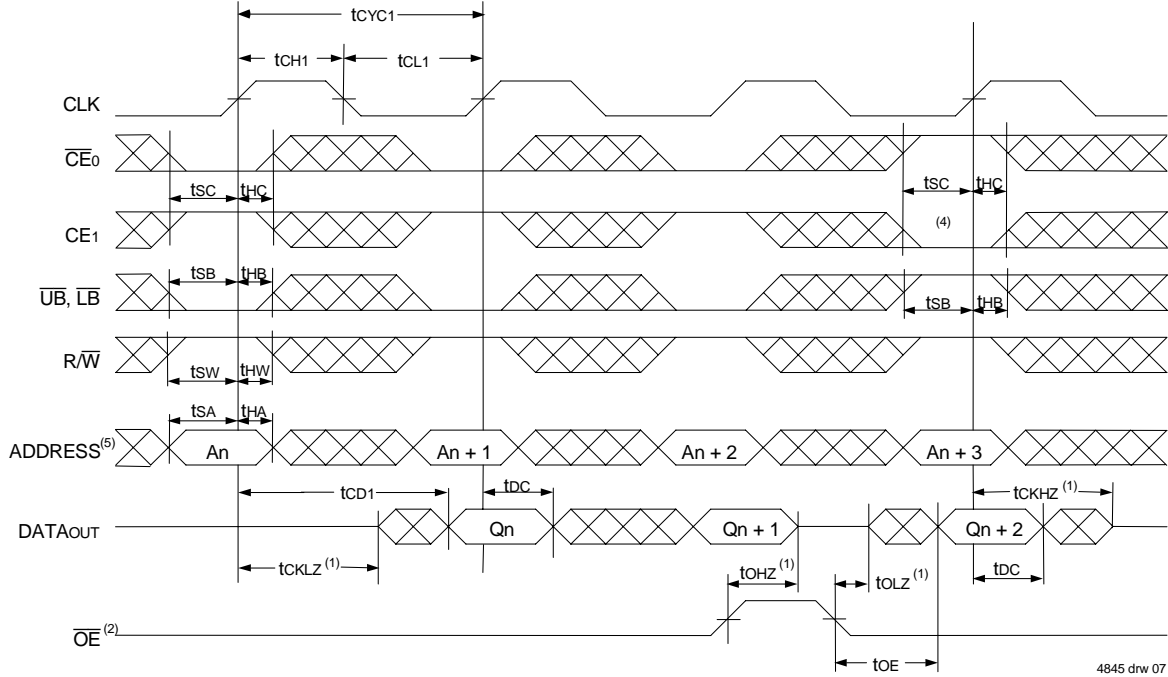 tCYC1
tCH1 tCL1
CLK
CE0
tSC tHC tSC tHC
CE1 (4)
tSB tHB
UB, LB
tSB tHB
R/W
tSW tHW
tSA tHA
ADDRESS(5) An An + 1 An + 2 An + 3
tCD1 tDC tCKHZ (1)
DATAOUT Qn Qn + 1 Qn + 2
tCKLZ (1) tOHZ (1) tOLZ (1) tDC
OE (2)
tOE
4845 drw 07